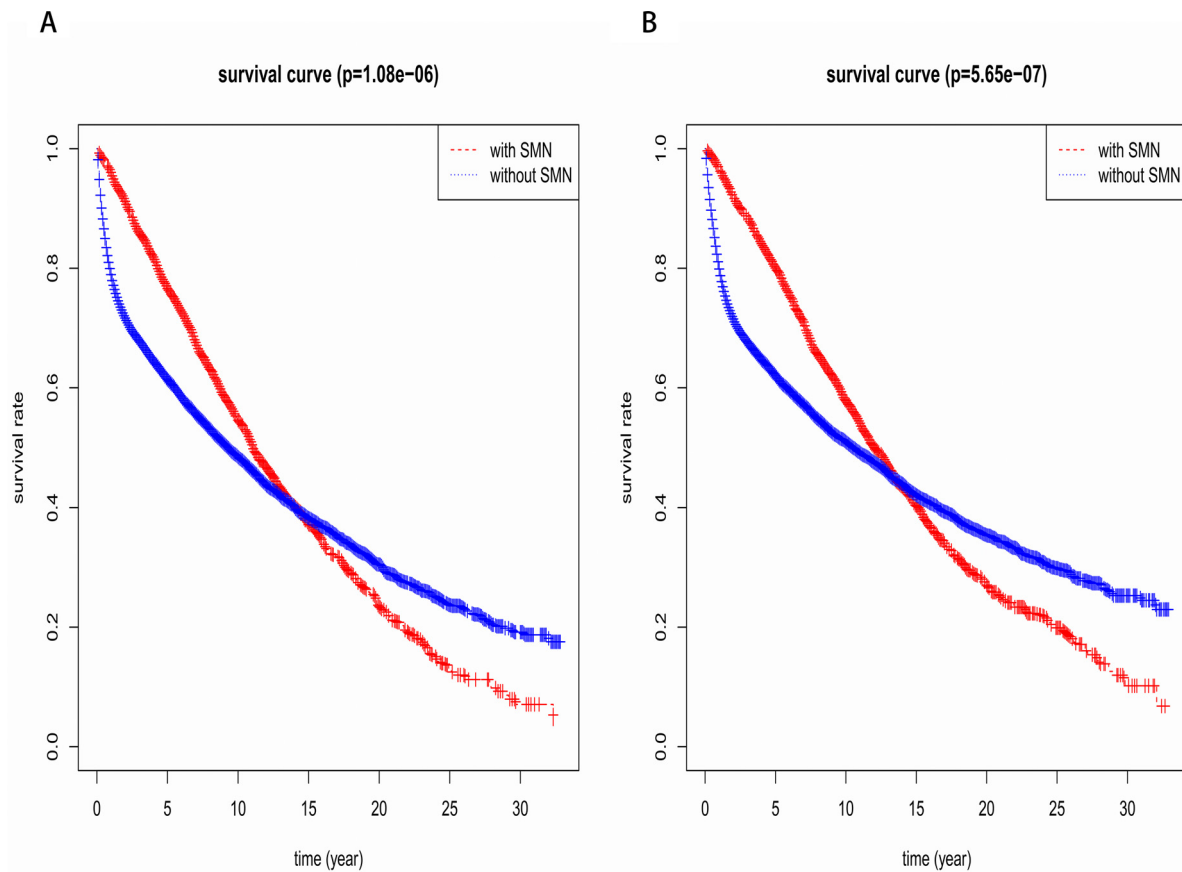 A
survival curve (p=1.08e−06)
with SMN
without SMN
survival rate
0.0
0.2
0.4
0.6
0.8
1.0
0 5 10 15 20 25 30
time (year)
B
survival curve (p=5.65e−07)
with SMN
without SMN
survival rate
0.0
0.2
0.4
0.6
0.8
1.0
0 5 10 15 20 25 30
time (year)